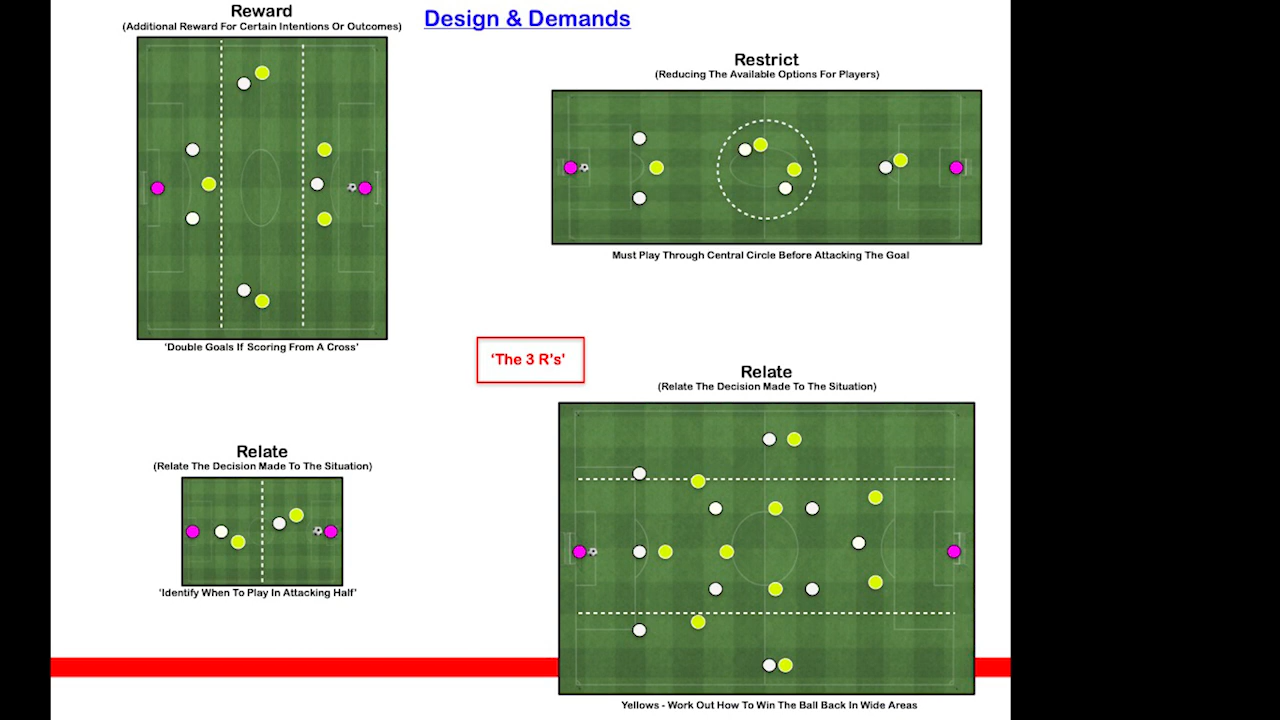 Design & Demands
Reward
(Additional Reward For Certain Intentions Or Outcomes)
'Double Goals If Scoring From A Cross'
Restrict
(Reducing The Available Options For Players)
Must Play Through Central Circle Before Attacking The Goal
‘The 3 R’s'
Relate
(Relate The Decision Made To The Situation)
'Identify When To Play In Attacking Half'
Relate
(Relate The Decision Made To The Situation)
Yellows - Work Out How To Win The Ball Back In Wide Areas